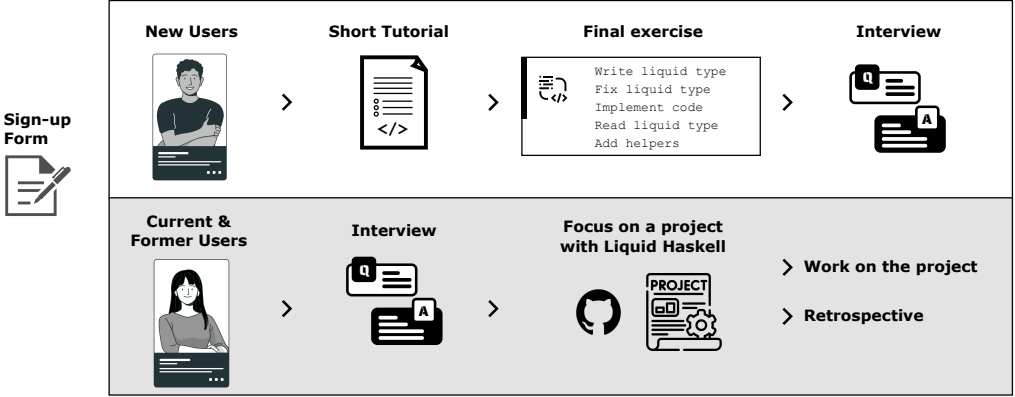 Sign-up
Form
New Users
Short Tutorial
</>
Final exercise
</>
Write liquid type
Fix liquid type
Implement code
Read liquid type
Add helpers
Interview
Q
A
Current &
Former Users
Interview
Q
A
Focus on a project
with Liquid Haskell
PROJECT
Work on the project
Retrospective